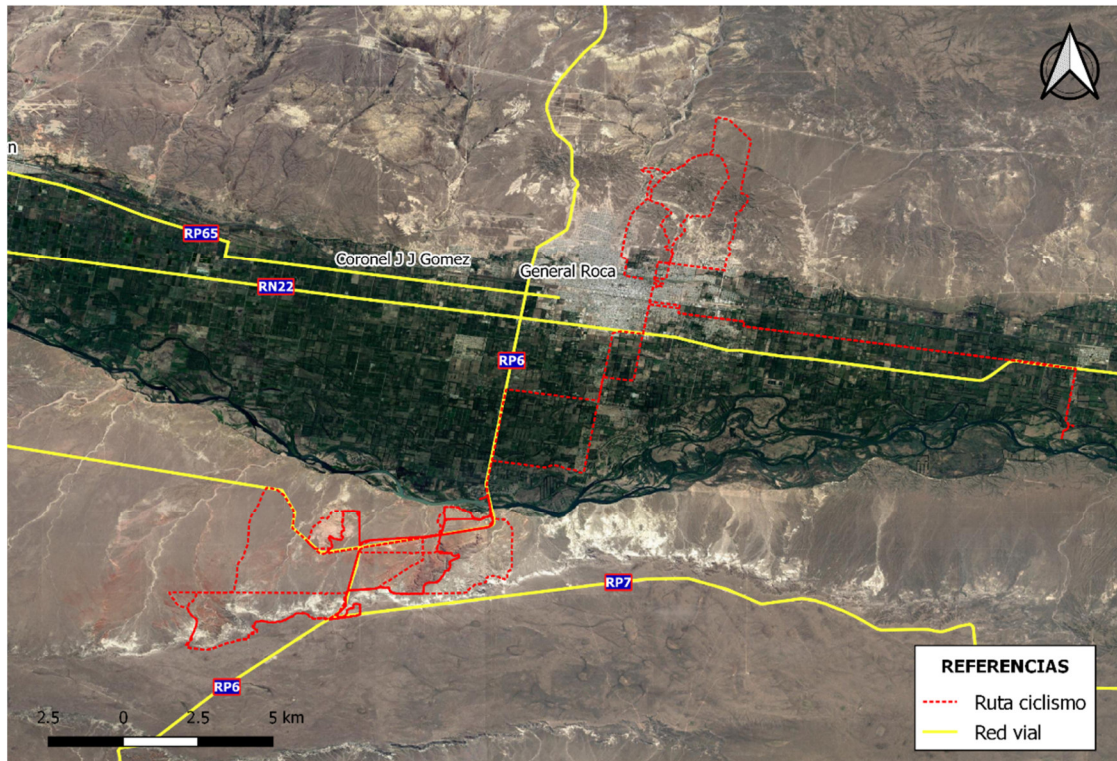 n
RP65
Coronel J J Gomez
General Roca
RN22
RP6
RP7
RP6
REFERENCIAS
Ruta ciclismo
Red vial
2.5 0 2.5 5 km